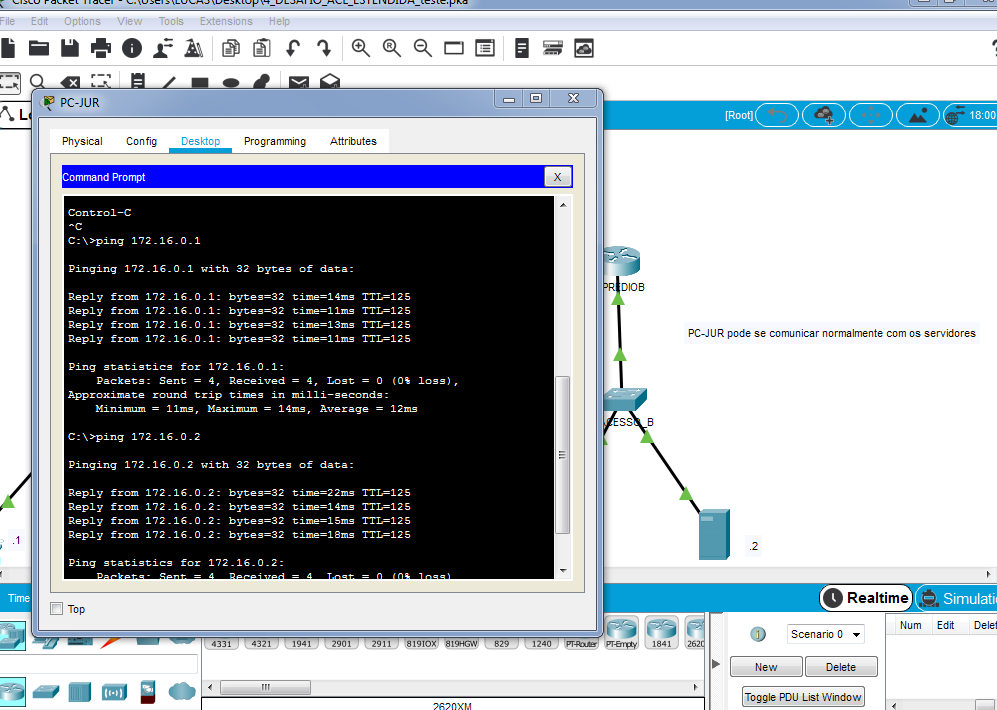 Cisco Packet Tracer - C:\Users\LUCAS\Desktop\4_DESAFIO_ACL_ESTENDIDA_teste.pka
File Edit Options View Tools Extensions Help
PC-JUR
[Root]
18:00
Physical Config Desktop Programming Attributes
Command Prompt
X
Control-C
^C
C:\>ping 172.16.0.1
Pinging 172.16.0.1 with 32 bytes of data:
Reply from 172.16.0.1: bytes=32 time=14ms TTL=125
Reply from 172.16.0.1: bytes=32 time=11ms TTL=125
Reply from 172.16.0.1: bytes=32 time=13ms TTL=125
Reply from 172.16.0.1: bytes=32 time=11ms TTL=125
Ping statistics for 172.16.0.1:
Packets: Sent = 4, Received = 4, Lost = 0 (0% loss),
Approximate round trip times in milli-seconds:
Minimum = 11ms, Maximum = 14ms, Average = 12ms
C:\>ping 172.16.0.2
Pinging 172.16.0.2 with 32 bytes of data:
Reply from 172.16.0.2: bytes=32 time=22ms TTL=125
Reply from 172.16.0.2: bytes=32 time=14ms TTL=125
Reply from 172.16.0.2: bytes=32 time=15ms TTL=125
Reply from 172.16.0.2: bytes=32 time=18ms TTL=125
Ping statistics for 172.16.0.2:
Packets: Sent = 4, Received = 4, Lost = 0 (0% loss),
Top
PREDIOB
PC-JUR pode se comunicar normalmente com os servidores
CESSO_B
.1
.2
Time
Realtime
Simulati
4331 4321 1941 2901 2911 819IOX 819HGW 829 1240 PT-Router PT-Empty 1841 2620
Scenario 0
New Delete
Toggle PDU List Window
Num Edit Delet
2620XM